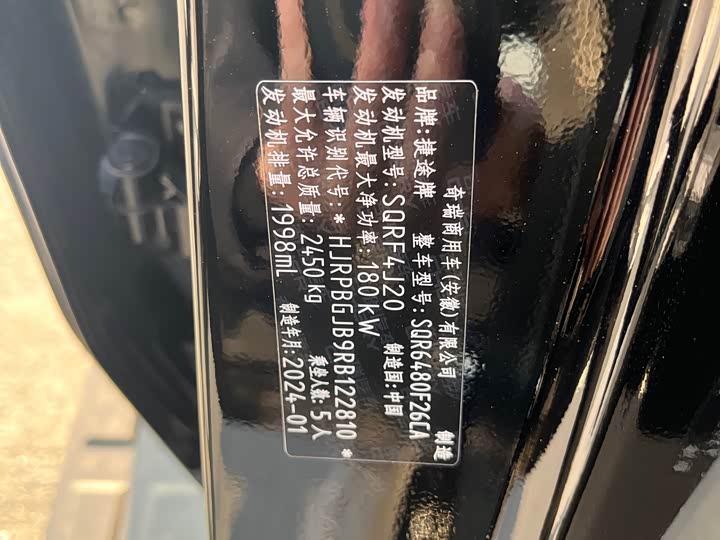 奇瑞商用车(安徽)有限公司 制造
品牌:捷途牌 整车型号:SQR6480F26CA
发动机型号:SQRF4J20 制造国:中国
发动机最大净功率:180kW
车辆识别代号:*HJRPBGJB9RB122810*
最大允许总质量:2450kg 乘坐人数:5人
发动机排量:1998mL 制造年月:2024-01